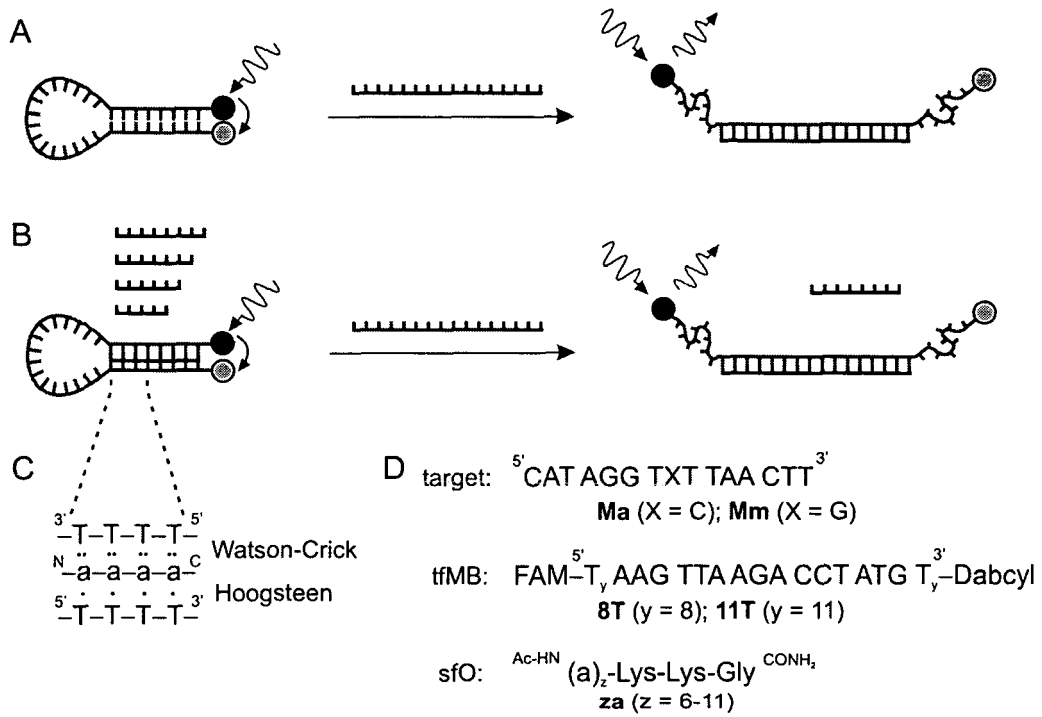 A
B
C
3' –T–T–T–T– 5'
Watson-Crick
N –a–a–a–a– C
Hoogsteen
5' –T–T–T–T– 3'
D
target: 5'CAT AGG TXT TAA CTT3'
Ma (X = C); Mm (X = G)
tfMB: FAM–5'Ty AAG TTA AGA CCT ATG Ty3'–Dabcyl
8T (y = 8); 11T (y = 11)
sfO: Ac-HN (a)z-Lys-Lys-Gly CONH₂
za (z = 6-11)